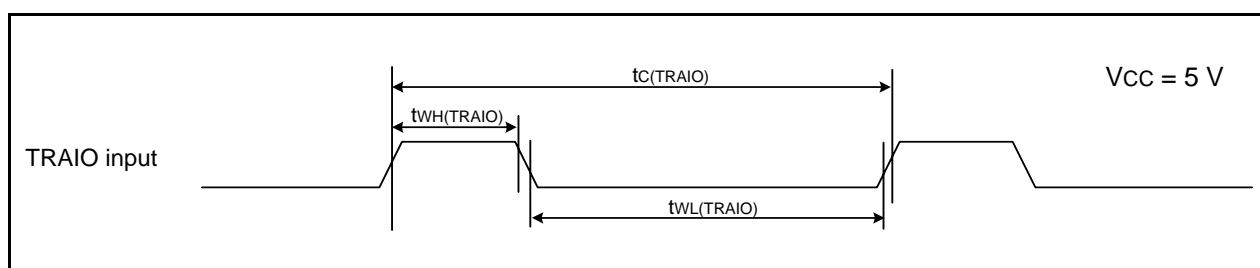 tC(TRAIO)
VCC = 5 V
tWH(TRAIO)
TRAIO input
tWL(TRAIO)